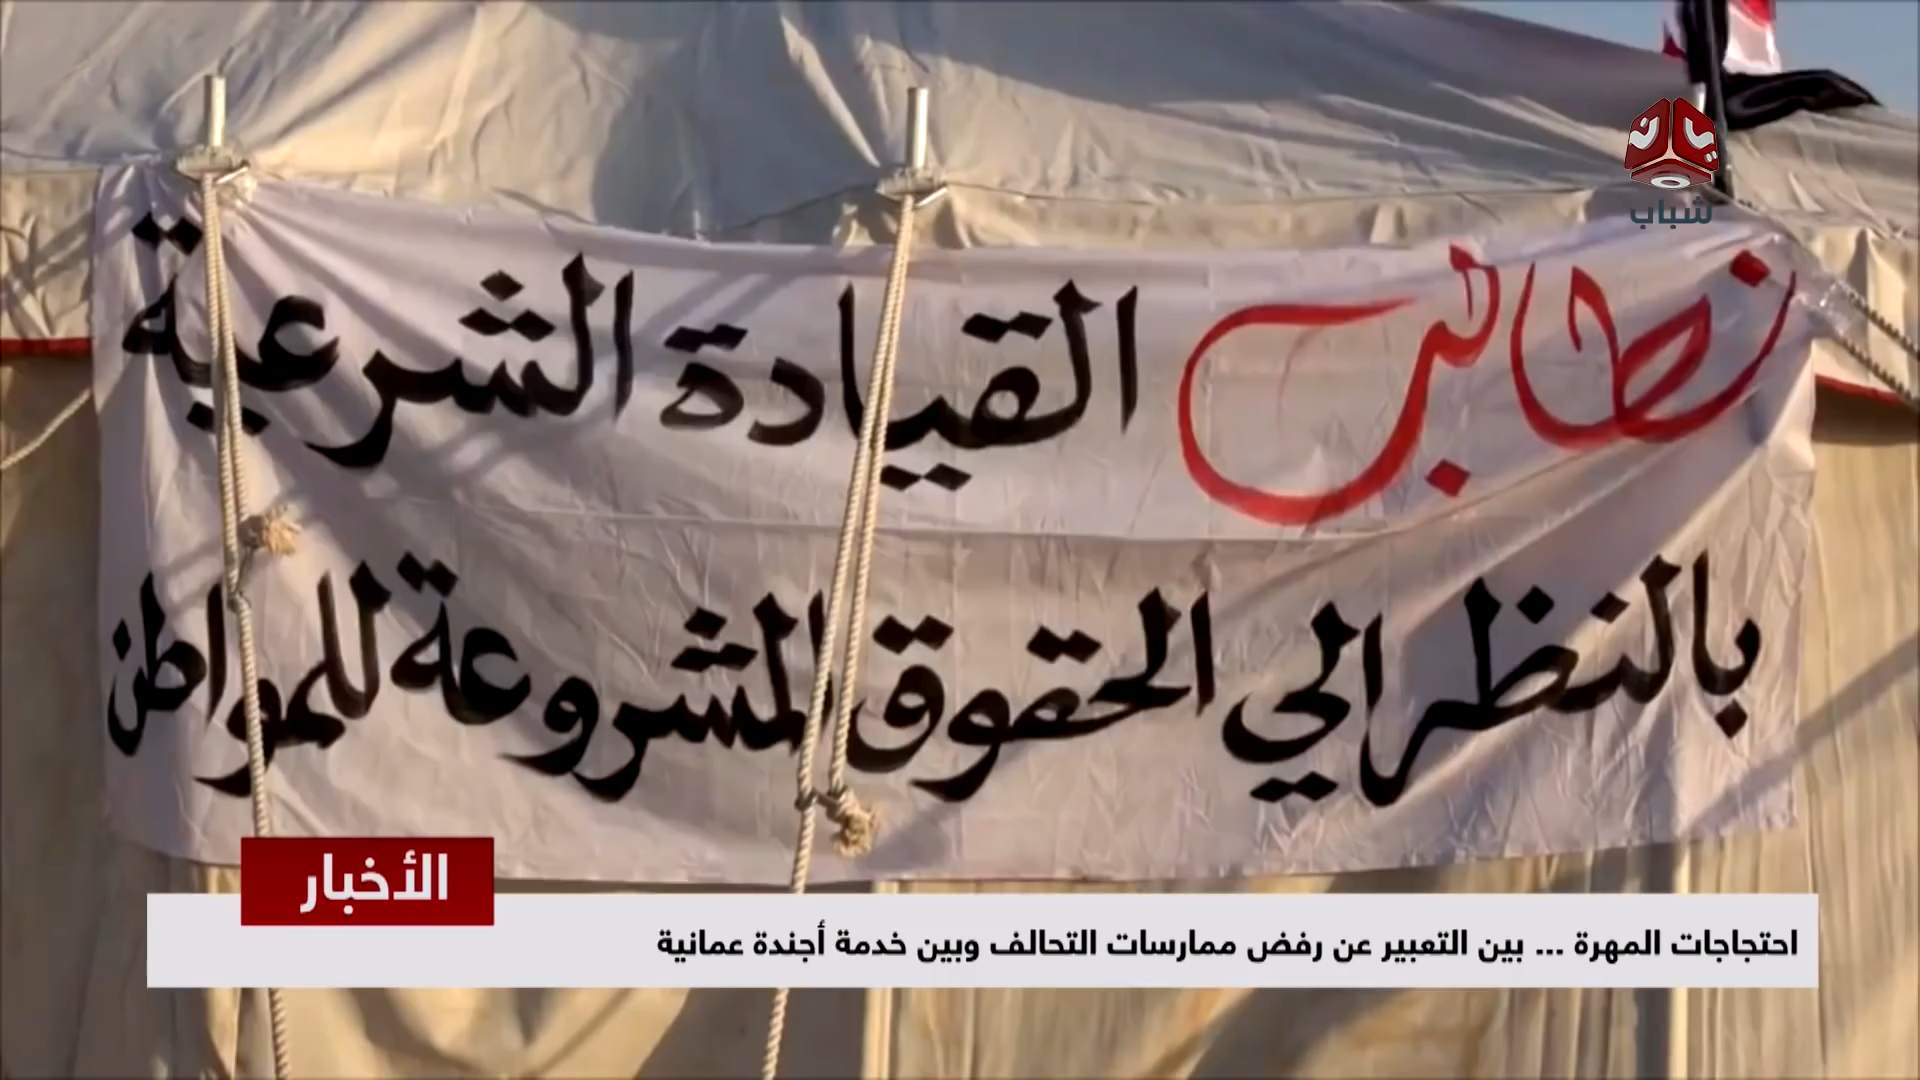 يمن
شباب
نطالب القيادة الشرعية
بالنظر الي الحقوق المشروعة للمواطن
الأخبار
احتجاجات المهرة ... بين التعبير عن رفض ممارسات التحالف وبين خدمة أجندة عمانية